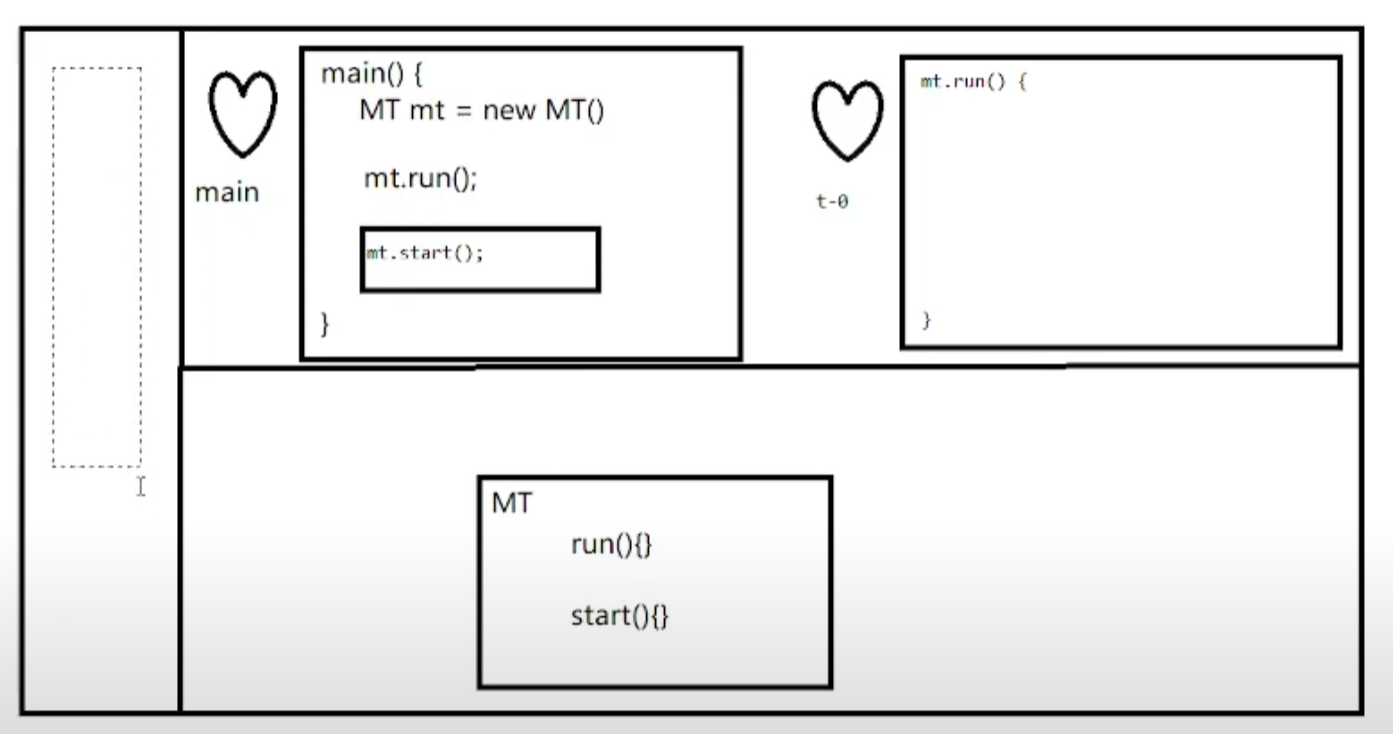 main() {
MT mt = new MT()
mt.run();
mt.start();
}
main
mt.run() {
}
t-0
MT
run(){}
start(){}